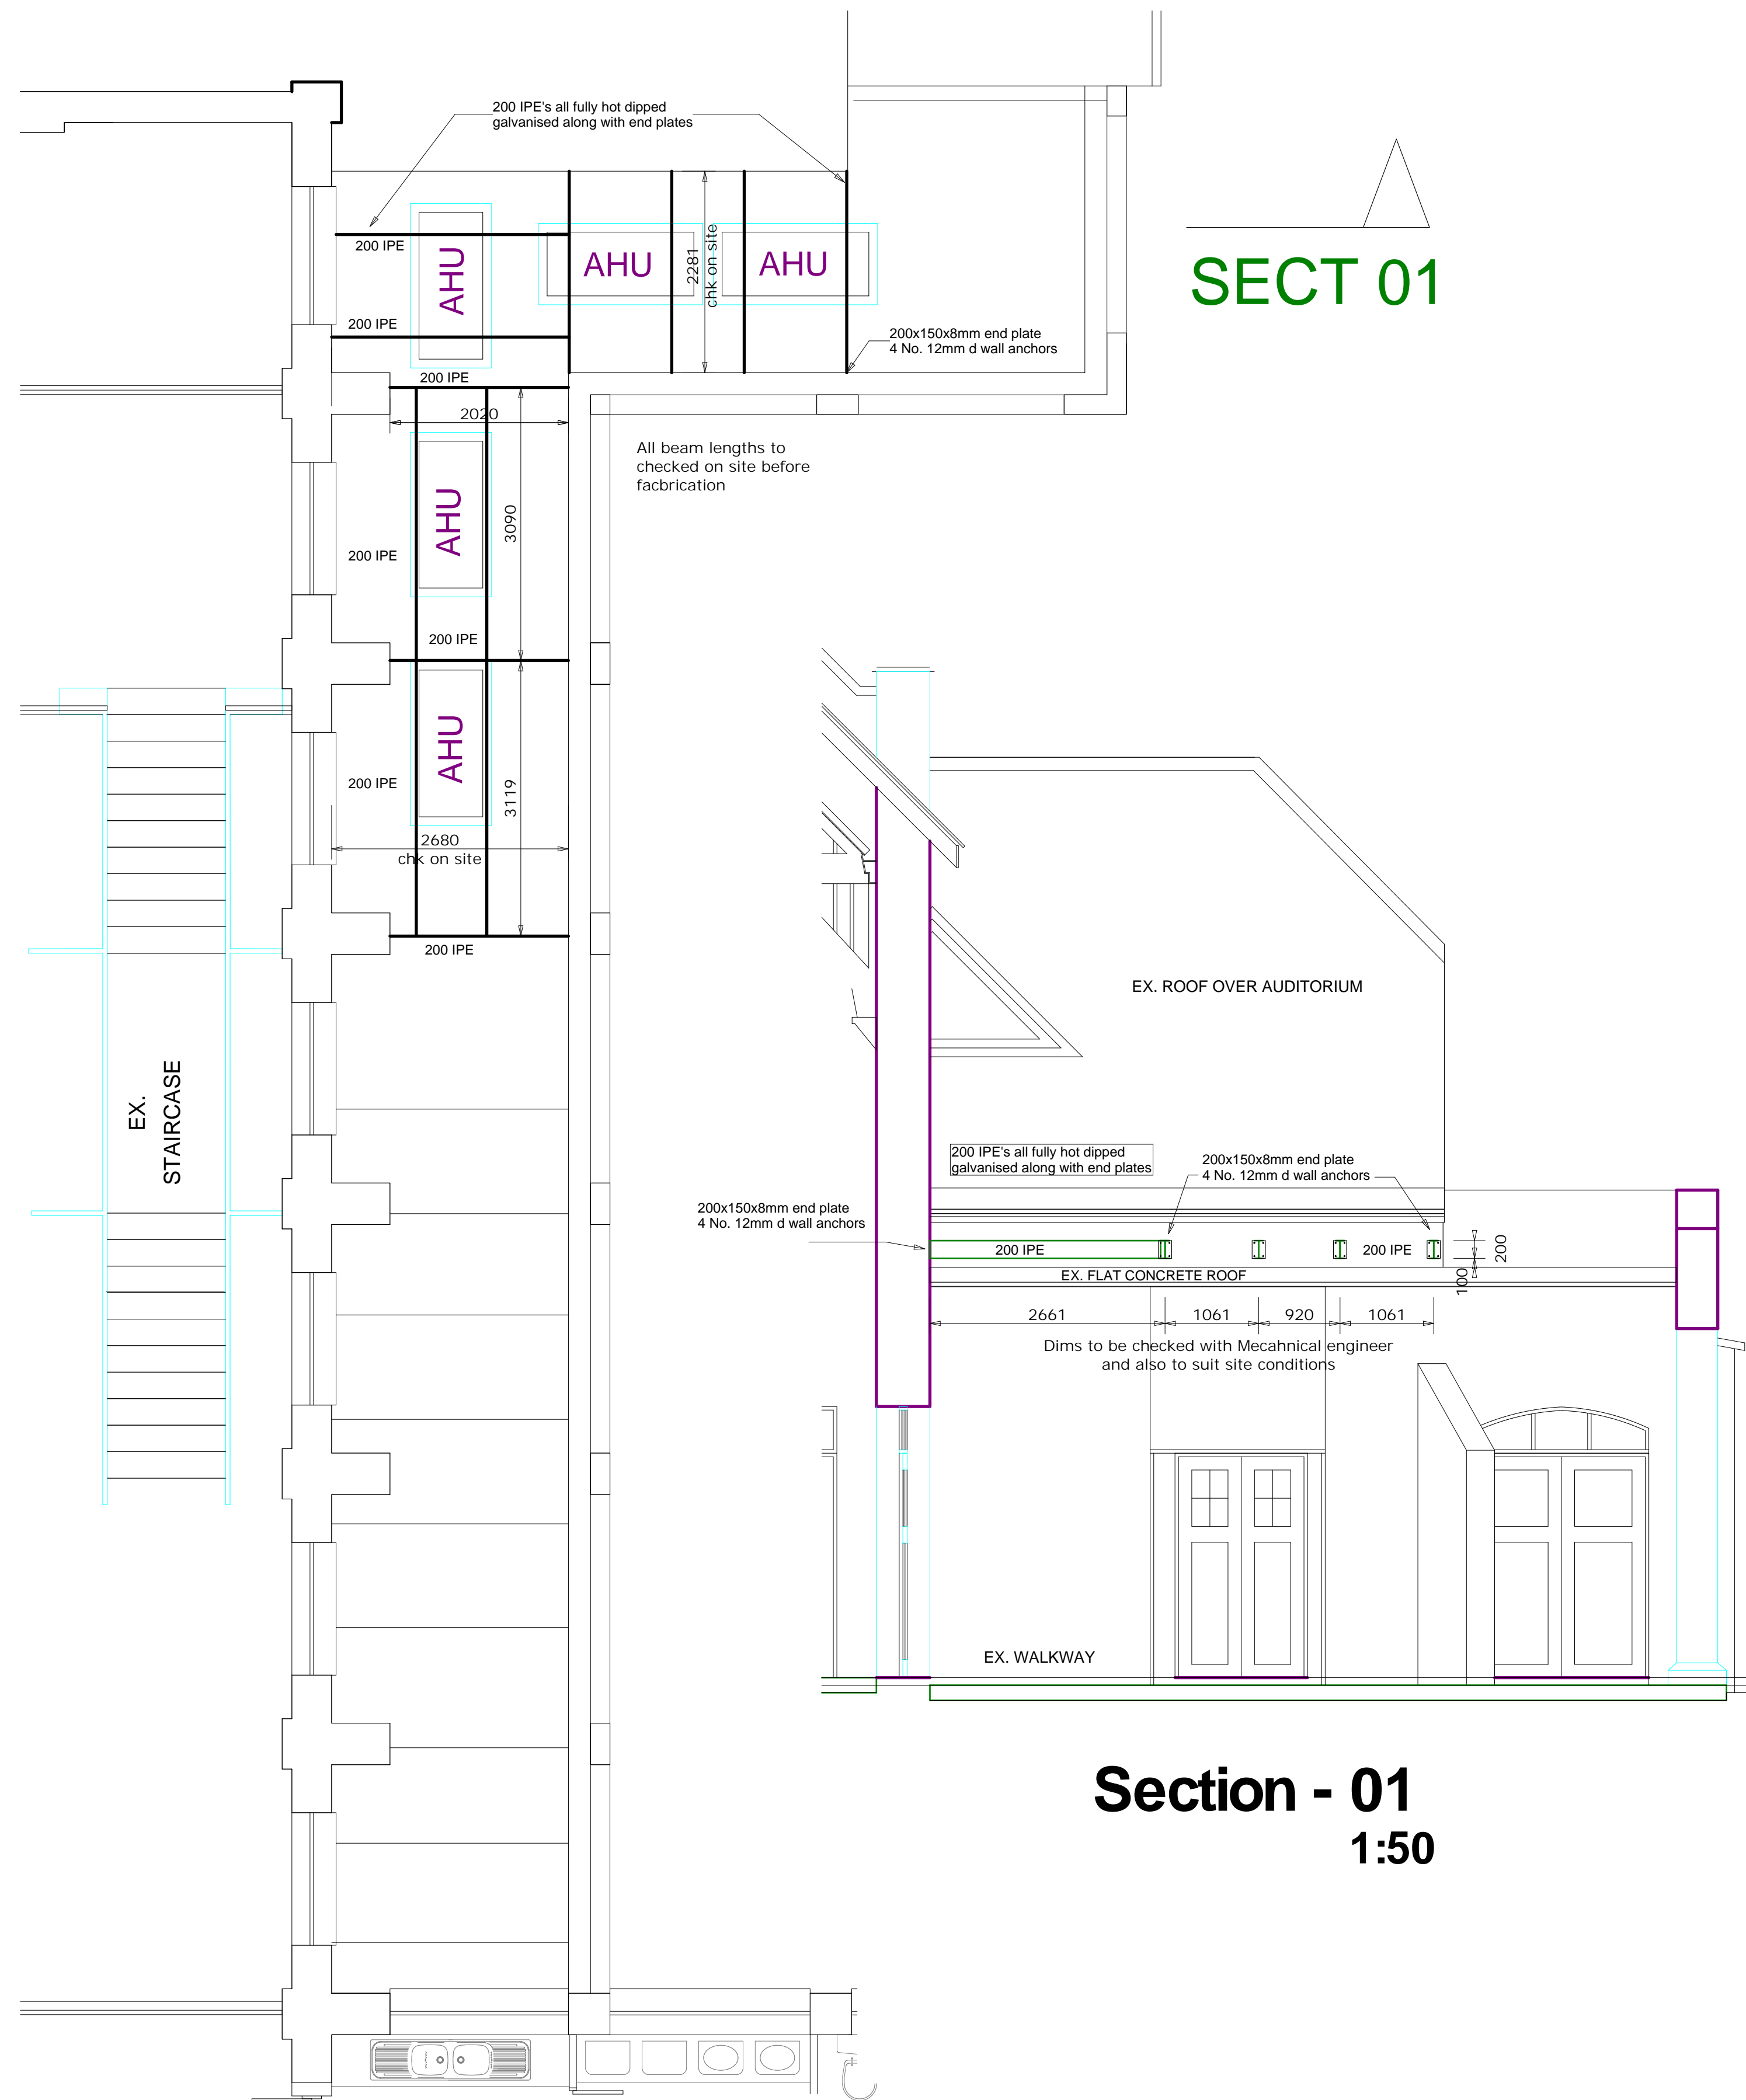 200 IPE's all fully hot dipped
galvanised along with end plates
SECT 01
200 IPE
AHU
AHU
AHU
2281
chk on site
200 IPE
200x150x8mm end plate
4 No. 12mm d wall anchors
200 IPE
2020
All beam lengths to
checked on site before
facbrication
AHU
3090
200 IPE
200 IPE
AHU
3119
200 IPE
2680
chk on site
200 IPE
EX.
STAIRCASE
EX. ROOF OVER AUDITORIUM
200 IPE's all fully hot dipped
galvanised along with end plates
200x150x8mm end plate
4 No. 12mm d wall anchors
200x150x8mm end plate
4 No. 12mm d wall anchors
200 IPE
200 IPE
200
100
EX. FLAT CONCRETE ROOF
2661
1061
920
1061
Dims to be checked with Mecahnical engineer
and also to suit site conditions
EX. WALKWAY
Section - 01
1:50